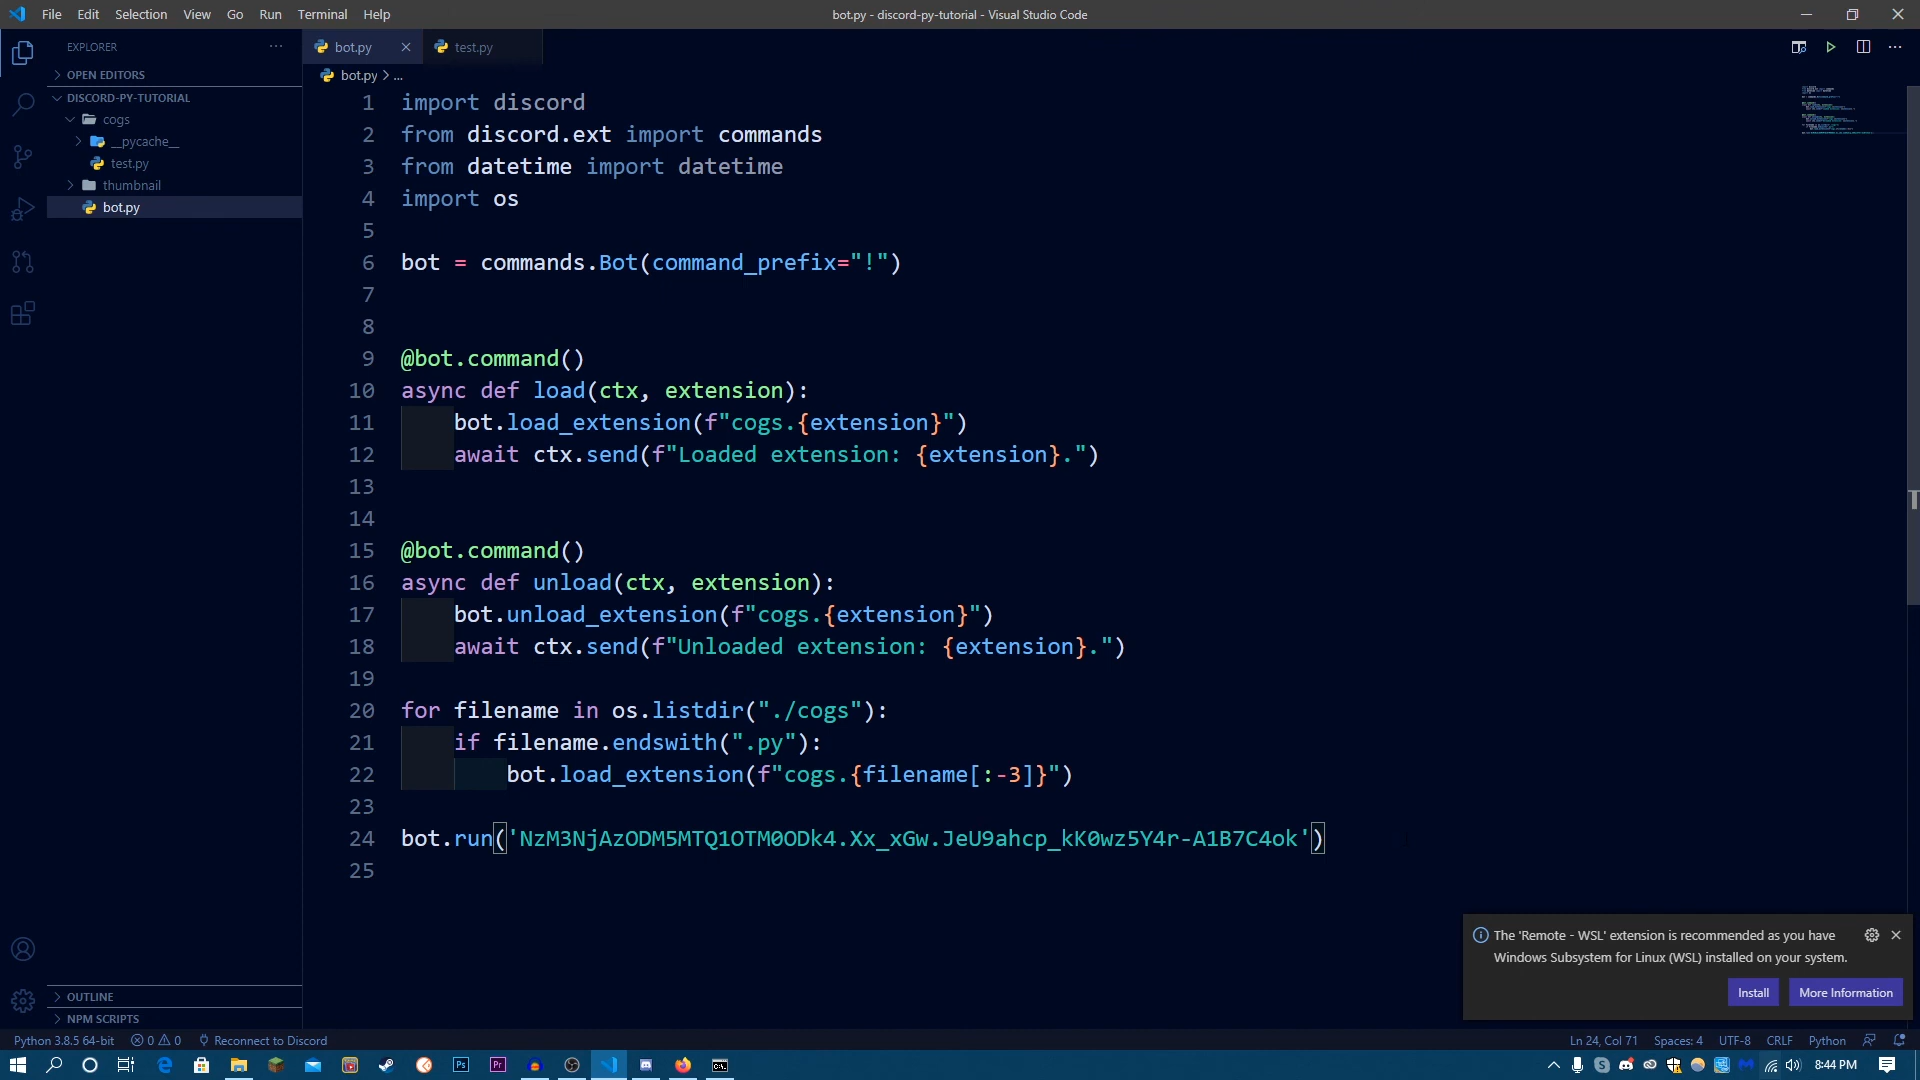 File Edit Selection View Go Run Terminal Help
bot.py - discord-py-tutorial - Visual Studio Code
EXPLORER
OPEN EDITORS
DISCORD-PY-TUTORIAL
cogs
__pycache__
test.py
thumbnail
bot.py
OUTLINE
NPM SCRIPTS
bot.py
test.py
bot.py > ...
1 import discord
2 from discord.ext import commands
3 from datetime import datetime
4 import os
5
6 bot = commands.Bot(command_prefix="!")
7
8
9 @bot.command()
10 async def load(ctx, extension):
11 bot.load_extension(f"cogs.{extension}")
12 await ctx.send(f"Loaded extension: {extension}.")
13
14
15 @bot.command()
16 async def unload(ctx, extension):
17 bot.unload_extension(f"cogs.{extension}")
18 await ctx.send(f"Unloaded extension: {extension}.")
19
20 for filename in os.listdir("./cogs"):
21 if filename.endswith(".py"):
22 bot.load_extension(f"cogs.{filename[:-3]}")
23
24 bot.run('NzM3NjAzODM5MTQ1OTM0ODk4.Xx_xGw.JeU9ahcp_kK0wz5Y4r-A1B7C4ok')
25
The 'Remote - WSL' extension is recommended as you have
Windows Subsystem for Linux (WSL) installed on your system.
Install More Information
Python 3.8.5 64-bit 0 0 Reconnect to Discord Ln 24, Col 71 Spaces: 4 UTF-8 CRLF Python
8:44 PM